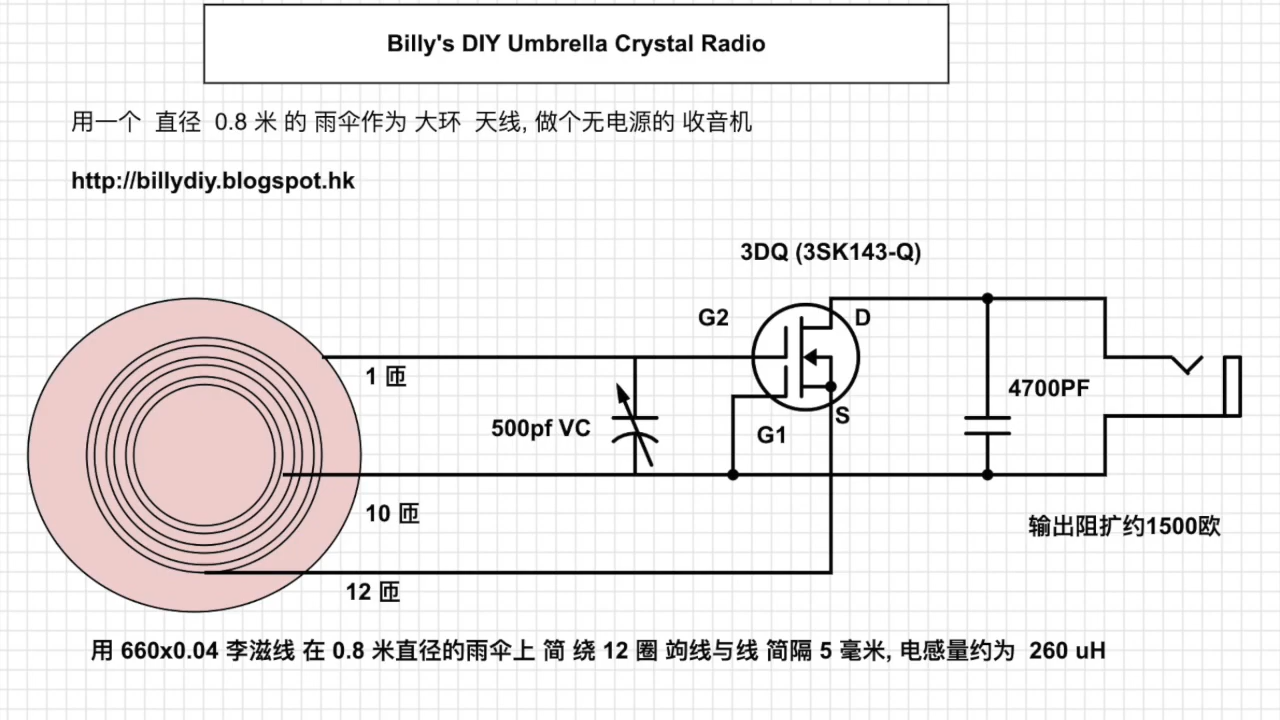 Billy's DIY Umbrella Crystal Radio
用一个 直径 0.8 米 的 雨伞作为 大环 天线, 做个无电源的 收音机
http://billydiy.blogspot.hk
3DQ (3SK143-Q)
G2
D
1 匝
4700PF
500pf VC
S
G1
10 匝
输出阻扩约1500欧
12 匝
用 660x0.04 李滋线 在 0.8 米直径的雨伞上 简 绕 12 圈 竘线与线 简隔 5 毫米, 电感量约为 260 uH